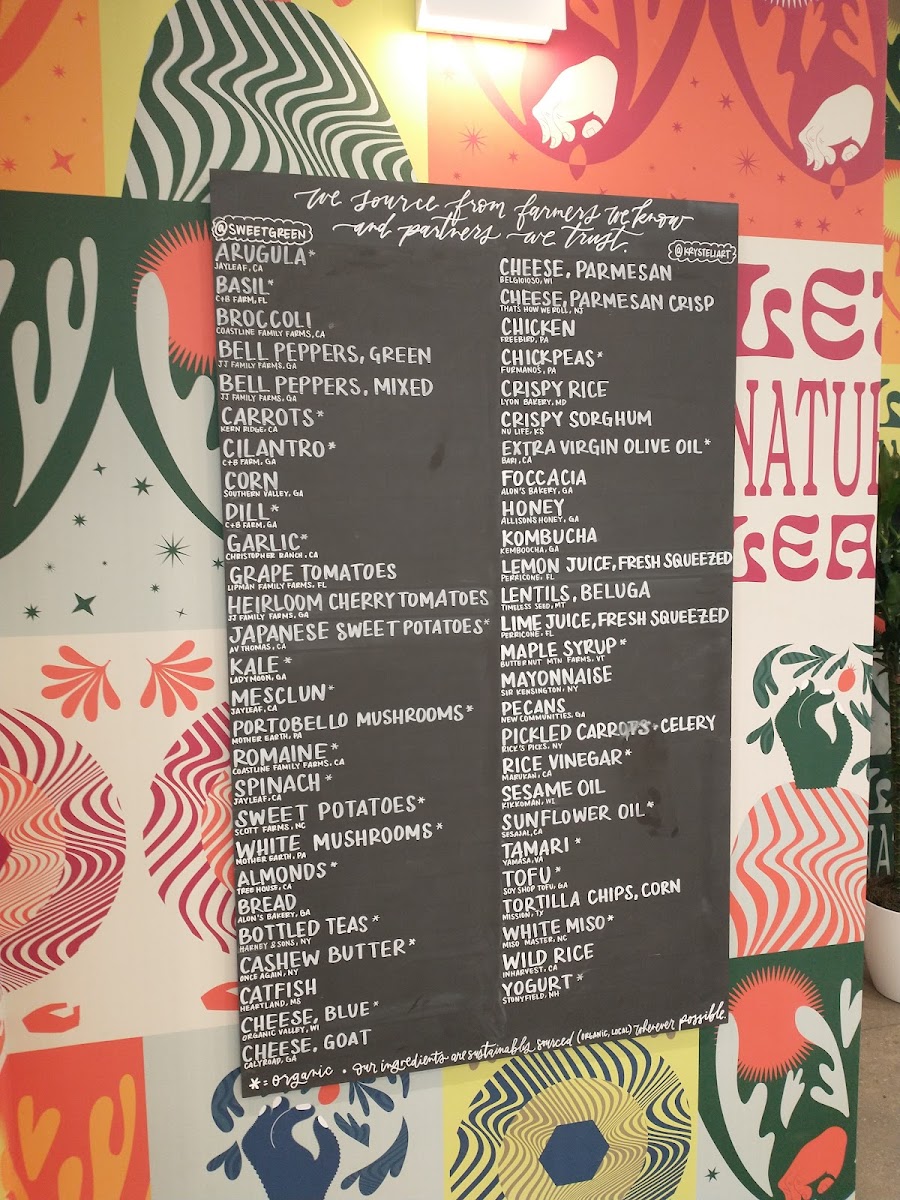 we source from farmers we know
and partners we trust.
@SWEETGREEN
@KRYSTELIART
ARUGULA*
JAYLEAF, CA
BASIL*
C+B FARM, FL
BROCCOLI
COASTLINE FAMILY FARMS, CA
BELL PEPPERS, GREEN
JJ FAMILY FARMS, GA
BELL PEPPERS, MIXED
JJ FAMILY FARMS, GA
CARROTS*
KERN RIDGE, CA
CILANTRO*
C+B FARM, GA
CORN
SOUTHERN VALLEY, GA
DILL*
C+B FARM, GA
GARLIC*
CHRISTOPHER RANCH, CA
GRAPE TOMATOES
LIPMAN FAMILY FARMS, FL
HEIRLOOM CHERRY TOMATOES
JJ FAMILY FARMS, GA
JAPANESE SWEET POTATOES*
AV THOMAS, CA
KALE*
LADY MOON, GA
MESCLUN*
JAYLEAF, CA
PORTOBELLO MUSHROOMS*
MOTHER EARTH, PA
ROMAINE*
COASTLINE FAMILY FARMS, CA
SPINACH*
JAYLEAF, CA
SWEET POTATOES*
SCOTT FARMS, NC
WHITE MUSHROOMS*
MOTHER EARTH, PA
ALMONDS*
TREE HOUSE, CA
BREAD
ALON'S BAKERY, GA
BOTTLED TEAS*
HARNEY & SONS, NY
CASHEW BUTTER*
ONCE AGAIN, NY
CATFISH
HEARTLAND, MS
CHEESE, BLUE*
ORGANIC VALLEY, WI
CHEESE, GOAT
CALYROAD, GA
CHEESE, PARMESAN
BELGIOIOSO, WI
CHEESE, PARMESAN CRISP
THATS HOW WE ROLL, NJ
CHICKEN
FREEBIRD, PA
CHICKPEAS*
FURMANOS, PA
CRISPY RICE
LYON BAKERY, MD
CRISPY SORGHUM
NU LIFE, KS
EXTRA VIRGIN OLIVE OIL*
BARI, CA
FOCCACIA
ALON'S BAKERY, GA
HONEY
ALLISONS HONEY, GA
KOMBUCHA
KEMBOOCHA, GA
LEMON JUICE, FRESH SQUEEZED
PERRICONE, FL
LENTILS, BELUGA
TIMELESS SEED, MT
LIME JUICE, FRESH SQUEEZED
PERRICONE, FL
MAPLE SYRUP*
BUTTERNUT MTN FARMS, VT
MAYONNAISE
SIR KENSINGTON, NY
PECANS
NEW COMMUNITIES, GA
PICKLED CARROTS + CELERY
RICK'S PICKS, NY
RICE VINEGAR*
MARUKAN, CA
SESAME OIL
KIKKOMAN, WI
SUNFLOWER OIL*
SESAJAL, CA
TAMARI*
YAMASA, VA
TOFU*
SOY SHOP TOFU, GA
TORTILLA CHIPS, CORN
MISSION, TX
WHITE MISO*
MISO MASTER, NC
WILD RICE
INHARVEST, CA
YOGURT*
STONYFIELD, NH
*= organic • our ingredients are sustainably sourced (ORGANIC, LOCAL) wherever possible.
NATU
LEA